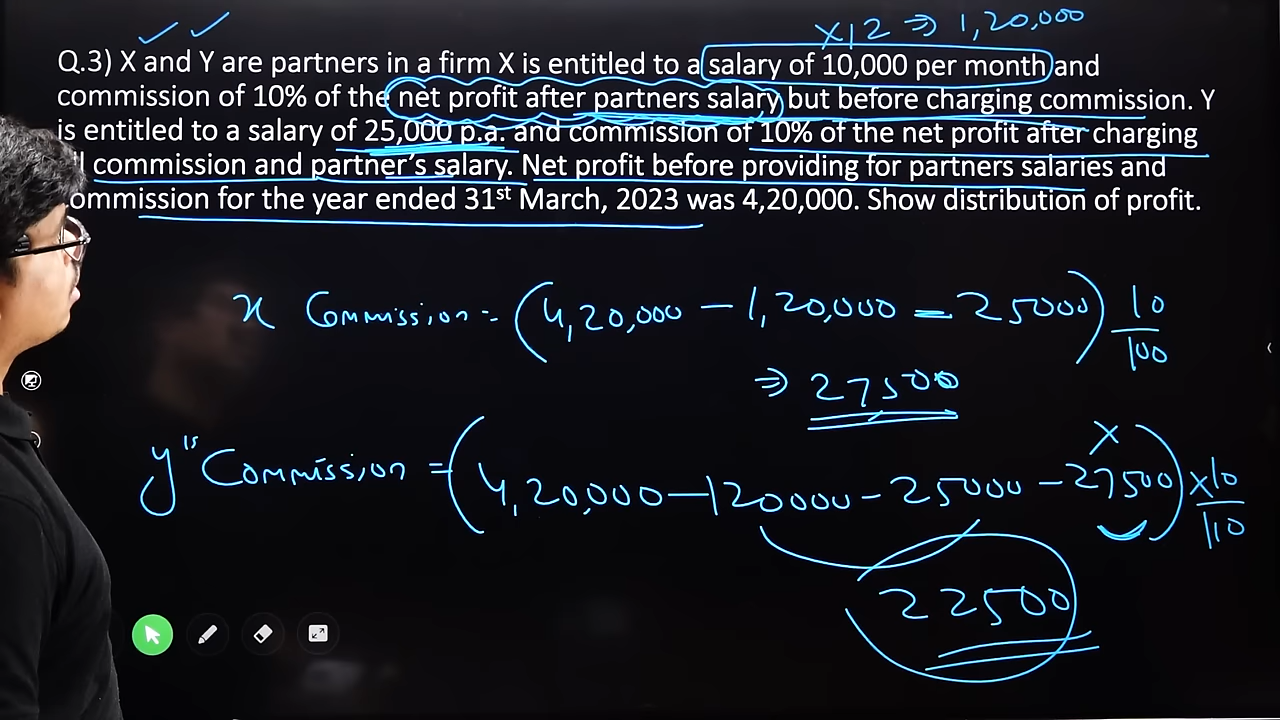 X12 ⇒ 1,20,000
Q.3) X and Y are partners in a firm X is entitled to a salary of 10,000 per month and
commission of 10% of the net profit after partners salary but before charging commission. Y
is entitled to a salary of 25,000 p.a. and commission of 10% of the net profit after charging
commission and partner's salary. Net profit before providing for partners salaries and
ommission for the year ended 31st March, 2023 was 4,20,000. Show distribution of profit.
x Commission = (4,20,000 — 1,20,000 — 25000) 10/100
⇒ 27500
X
y's Commission = (4,20,000 — 120000 - 25000 - 27500) x 10/110
22500